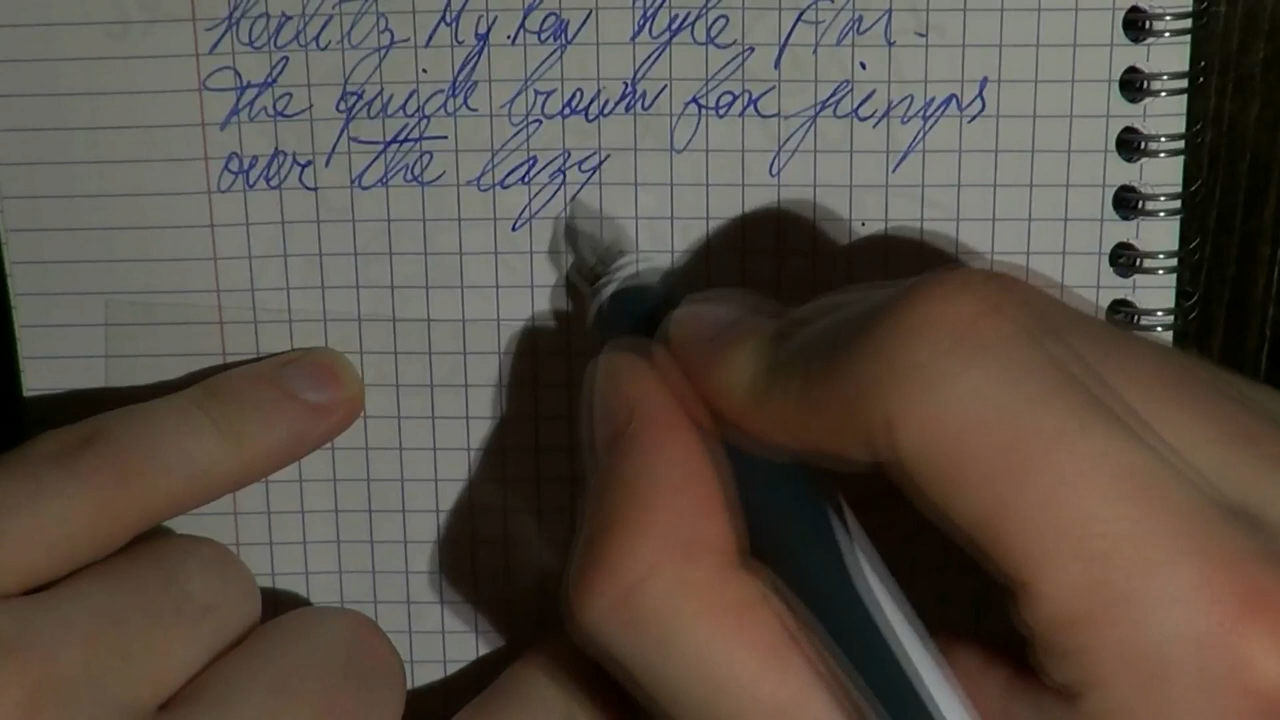 Herlitz My.Pen Style F/M.
The quick brown fox jumps
over the lazy